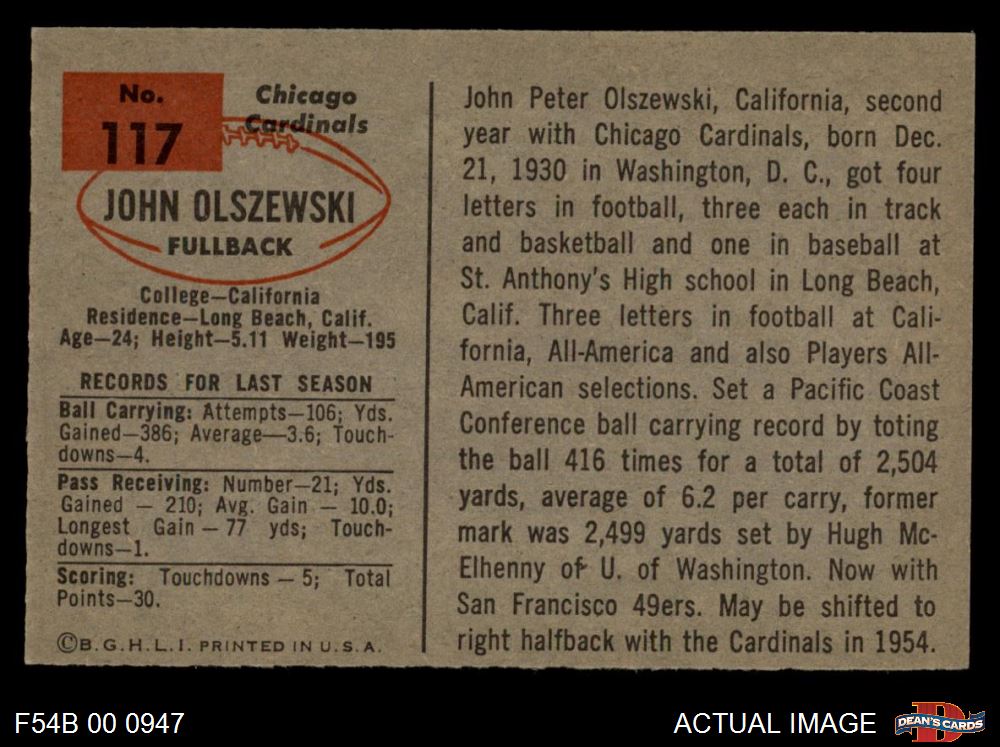 No.
117
Chicago
Cardinals
JOHN OLSZEWSKI
FULLBACK
College—California
Residence—Long Beach, Calif.
Age—24; Height—5.11 Weight—195
RECORDS FOR LAST SEASON
Ball Carrying: Attempts—106; Yds.
Gained—386; Average—3.6; Touch-
downs—4.
Pass Receiving: Number—21; Yds.
Gained — 210; Avg. Gain — 10.0;
Longest Gain — 77 yds; Touch-
downs—1.
Scoring: Touchdowns — 5; Total
Points—30.
©B.G.H.L.I. PRINTED IN U.S.A.
John Peter Olszewski, California, second
year with Chicago Cardinals, born Dec.
21, 1930 in Washington, D. C., got four
letters in football, three each in track
and basketball and one in baseball at
St. Anthony's High school in Long Beach,
Calif. Three letters in football at Cali-
fornia, All-America and also Players All-
American selections. Set a Pacific Coast
Conference ball carrying record by toting
the ball 416 times for a total of 2,504
yards, average of 6.2 per carry, former
mark was 2,499 yards set by Hugh Mc-
Elhenny of U. of Washington. Now with
San Francisco 49ers. May be shifted to
right halfback with the Cardinals in 1954.
F54B 00 0947
ACTUAL IMAGE
DEAN'S CARDS